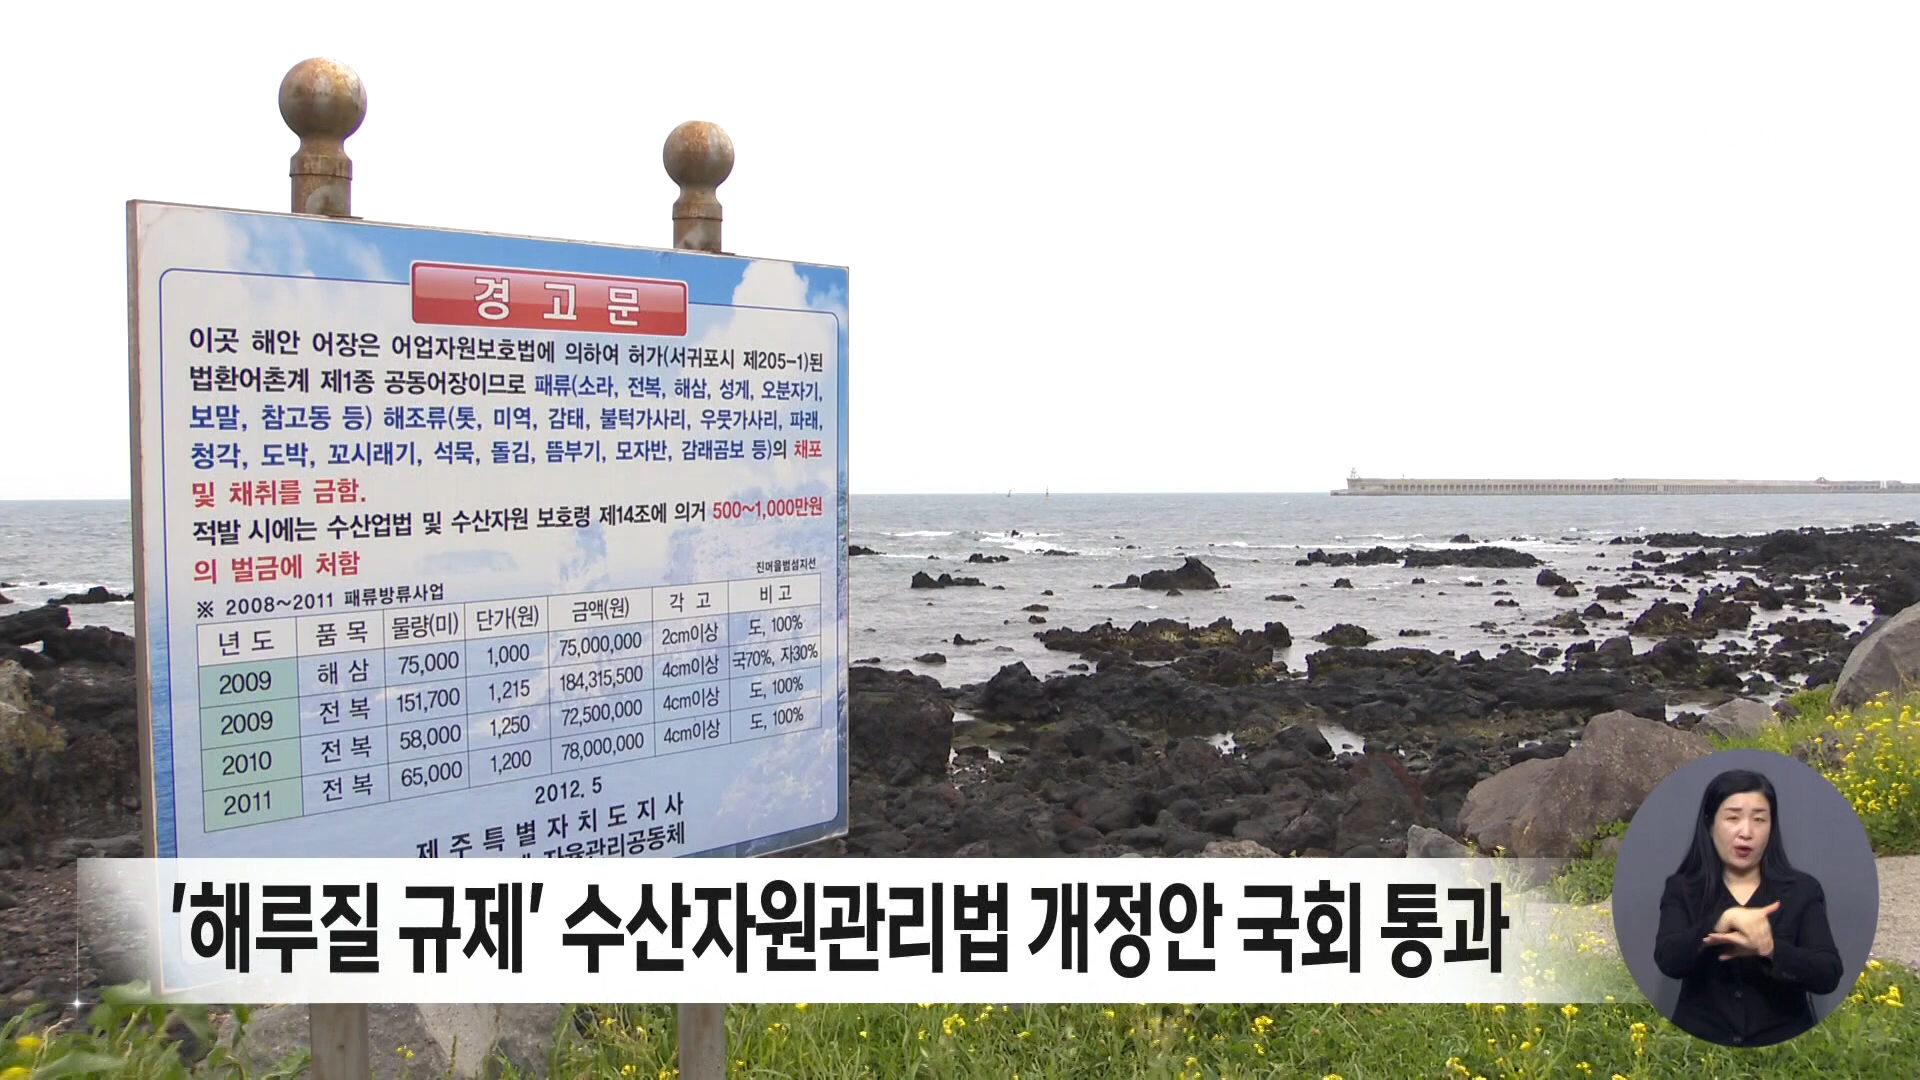 경고문
이곳 해안 어장은 어업자원보호법에 의하여 허가(서귀포시 제205-1)된
법환어촌계 제1종 공동어장이므로 패류(소라, 전복, 해삼, 성게, 오분자기,
보말, 참고동 등) 해조류(톳, 미역, 감태, 불턱가사리, 우뭇가사리, 파래,
청각, 도박, 꼬시래기, 석묵, 돌김, 뜸부기, 모자반, 감래곰보 등)의 채포
및 채취를 금함.
적발 시에는 수산업법 및 수산자원 보호령 제14조에 의거 500~1,000만원
의 벌금에 처함
※ 2008~2011 패류방류사업
년 도 품 목 물량(미) 단가(원) 금액(원) 각 고 비 고
2009 해 삼 75,000 1,000 75,000,000 2cm이상 도, 100%
2009 전 복 151,700 1,215 184,315,500 4cm이상 국70%, 자30%
2010 전 복 58,000 1,250 72,500,000 4cm이상 도, 100%
2011 전 복 65,000 1,200 78,000,000 4cm이상 도, 100%
2012. 5
제주특별자치도지사
자율관리공동체
'해루질 규제' 수산자원관리법 개정안 국회 통과